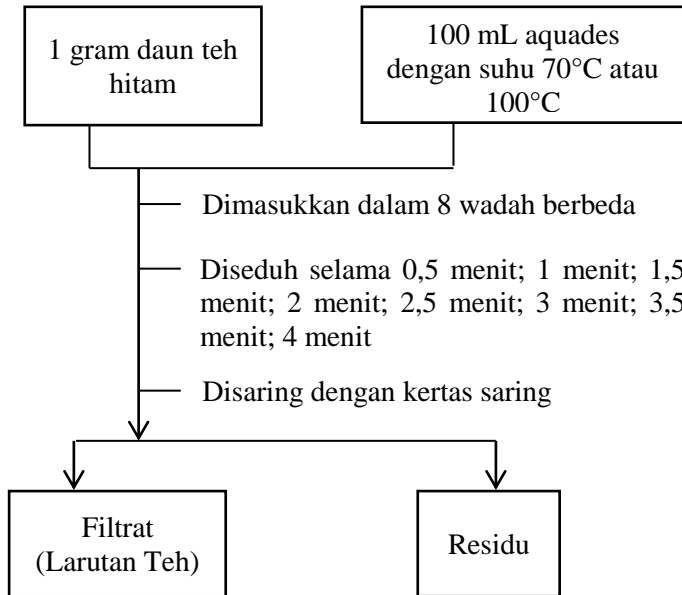 1 gram daun teh
hitam
100 mL aquades
dengan suhu 70°C atau
100°C
Dimasukkan dalam 8 wadah berbeda
Diseduh selama 0,5 menit; 1 menit; 1,5
menit; 2 menit; 2,5 menit; 3 menit; 3,5
menit; 4 menit
Disaring dengan kertas saring
Filtrat
(Larutan Teh)
Residu